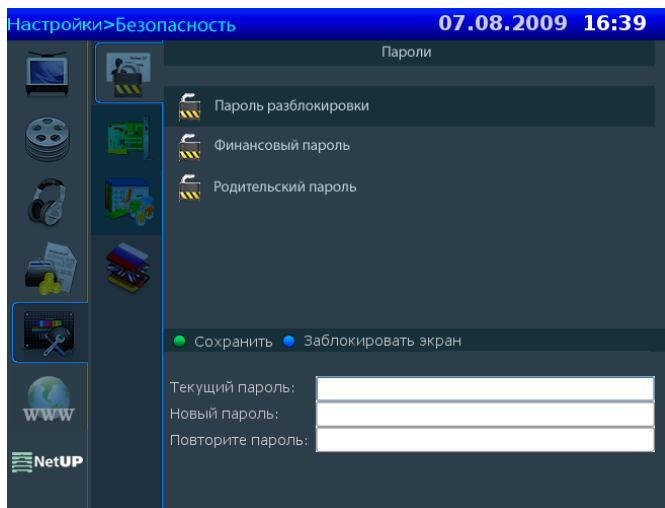 Настройки>Безопасность 07.08.2009 16:39
Пароли
Пароль разблокировки
Финансовый пароль
Родительский пароль
Сохранить Заблокировать экран
Текущий пароль:
Новый пароль:
Повторите пароль:
WWW
NetUP